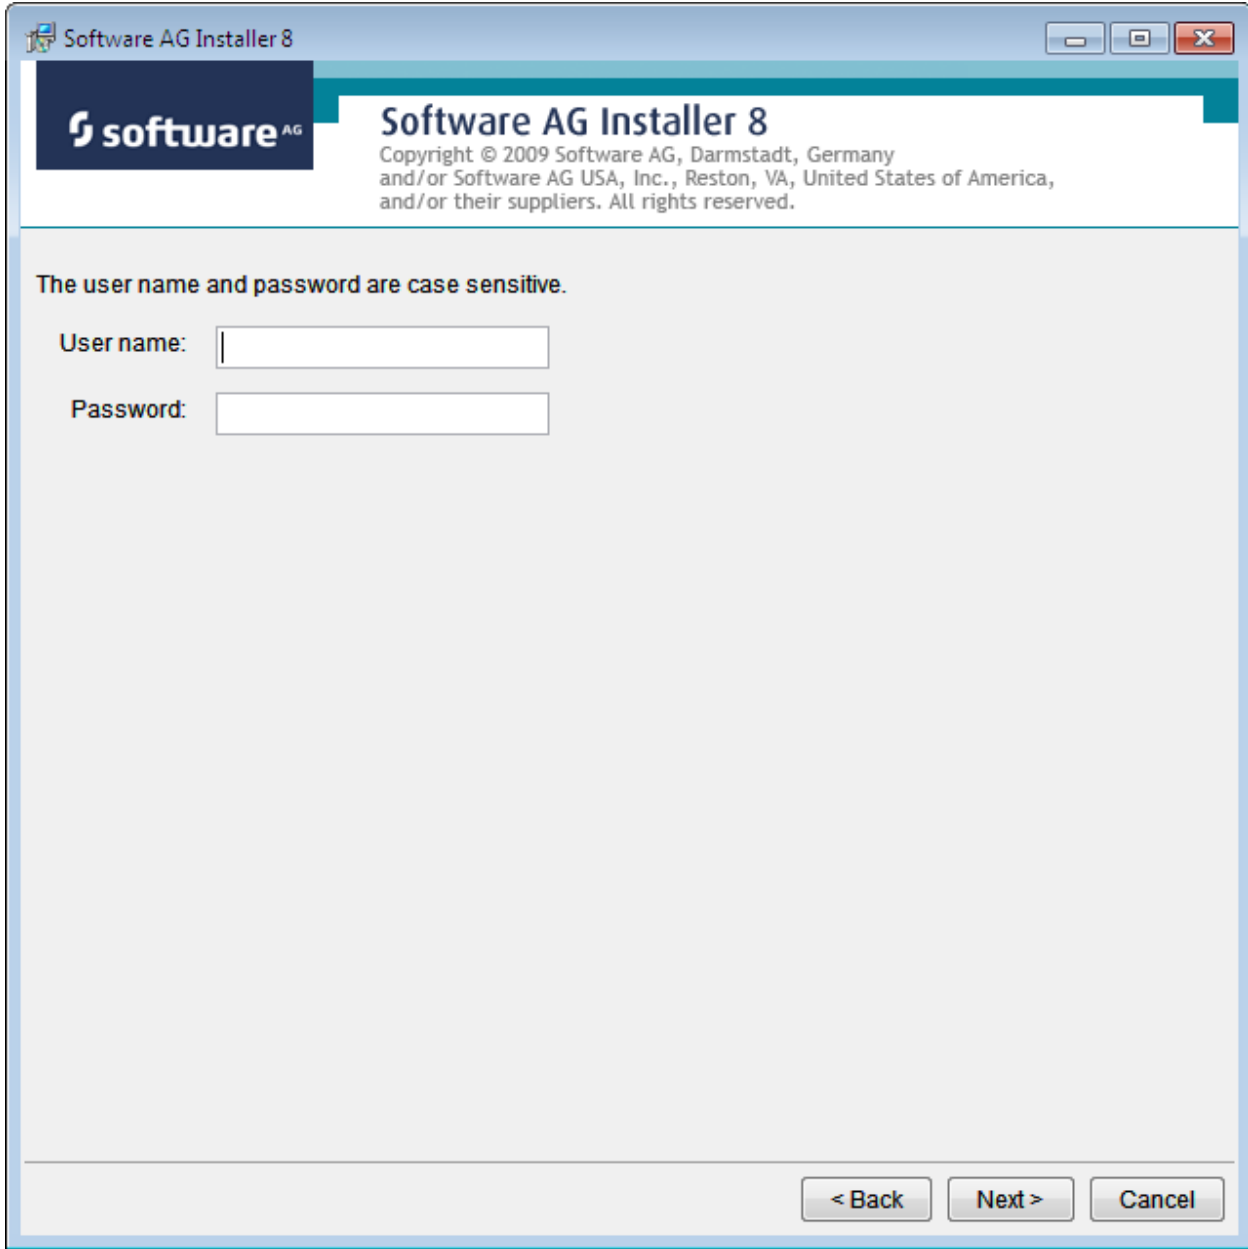 Software AG Installer 8
software AG
Software AG Installer 8
Copyright © 2009 Software AG, Darmstadt, Germany
and/or Software AG USA, Inc., Reston, VA, United States of America,
and/or their suppliers. All rights reserved.
The user name and password are case sensitive.
User name:
Password:
< Back Next > Cancel